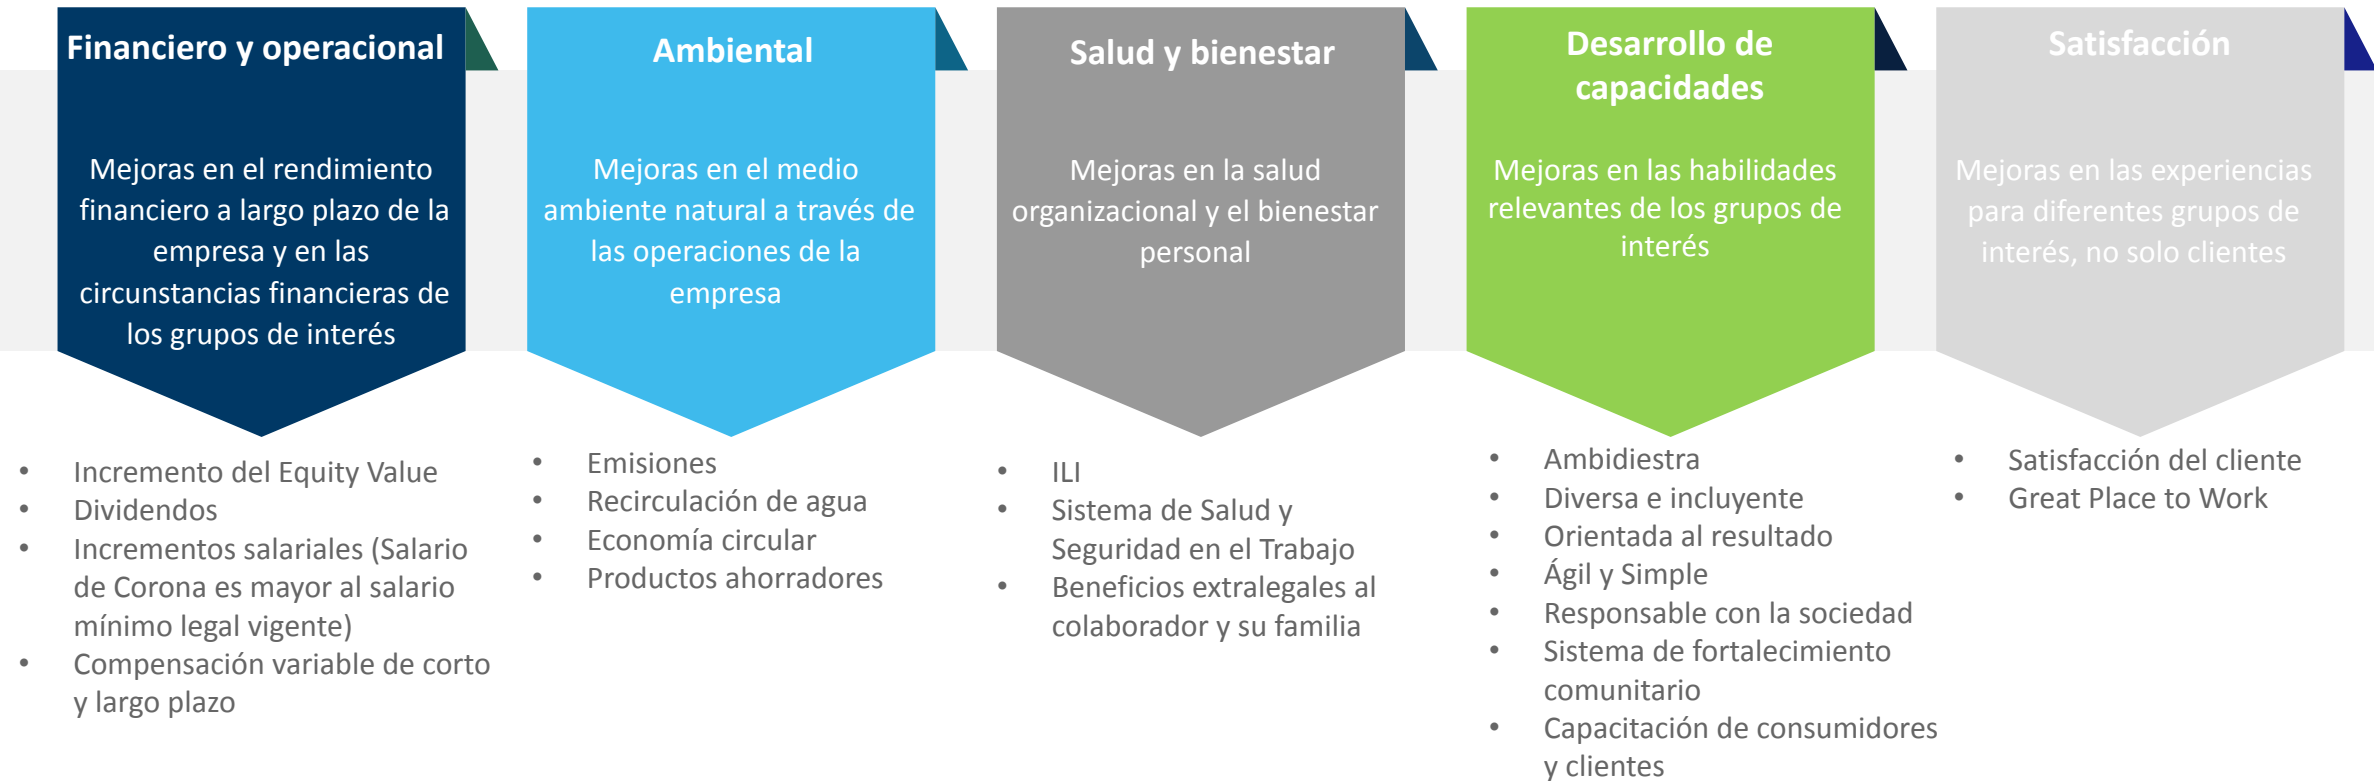 Financiero y operacional
Mejoras en el rendimiento
financiero a largo plazo de la
empresa y en las
circunstancias financieras de
los grupos de interés
• Incremento del Equity Value
• Dividendos
• Incrementos salariales (Salario
de Corona es mayor al salario
mínimo legal vigente)
• Compensación variable de corto
y largo plazo
Ambiental
Mejoras en el medio
ambiente natural a través de
las operaciones de la
empresa
• Emisiones
• Recirculación de agua
• Economía circular
• Productos ahorradores
Salud y bienestar
Mejoras en la salud
organizacional y el bienestar
personal
• ILI
• Sistema de Salud y
Seguridad en el Trabajo
• Beneficios extralegales al
colaborador y su familia
Desarrollo de
capacidades
Mejoras en las habilidades
relevantes de los grupos de
interés
• Ambidiestra
• Diversa e incluyente
• Orientada al resultado
• Ágil y Simple
• Responsable con la sociedad
• Sistema de fortalecimiento
comunitario
• Capacitación de consumidores
y clientes
Satisfacción
Mejoras en las experiencias
para diferentes grupos de
interés, no solo clientes
• Satisfacción del cliente
• Great Place to Work